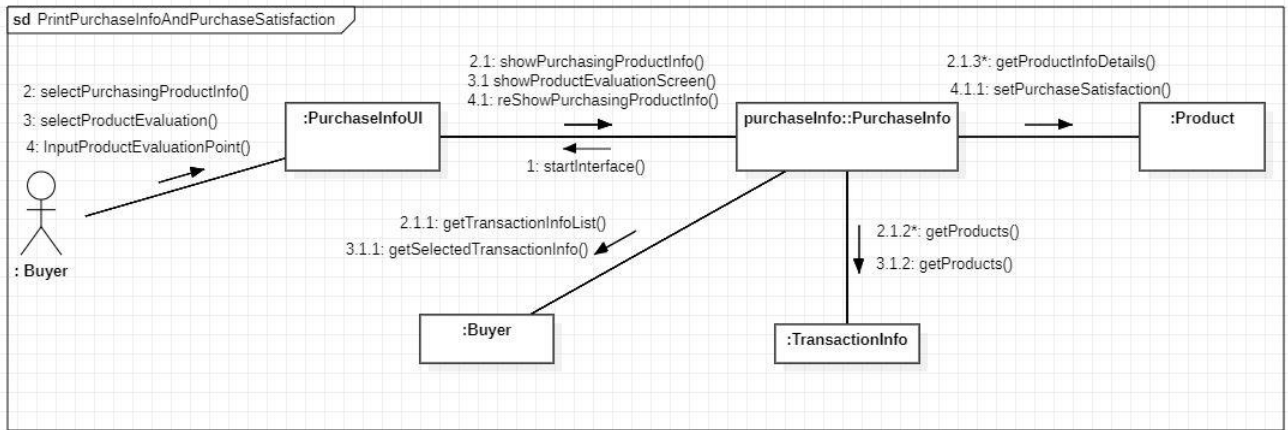 sd PrintPurchaseInfoAndPurchaseSatisfaction
2: selectPurchasingProductInfo()
3: selectProductEvaluation()
4: InputProductEvaluationPoint()
: Buyer
:PurchaseInfoUI
2.1: showPurchasingProductInfo()
3.1 showProductEvaluationScreen()
4.1: reShowPurchasingProductInfo()
1: startInterface()
purchaseInfo::PurchaseInfo
2.1.3*: getProductInfoDetails()
4.1.1: setPurchaseSatisfaction()
:Product
2.1.1: getTransactionInfoList()
3.1.1: getSelectedTransactionInfo()
2.1.2*: getProducts()
3.1.2: getProducts()
:Buyer
:TransactionInfo